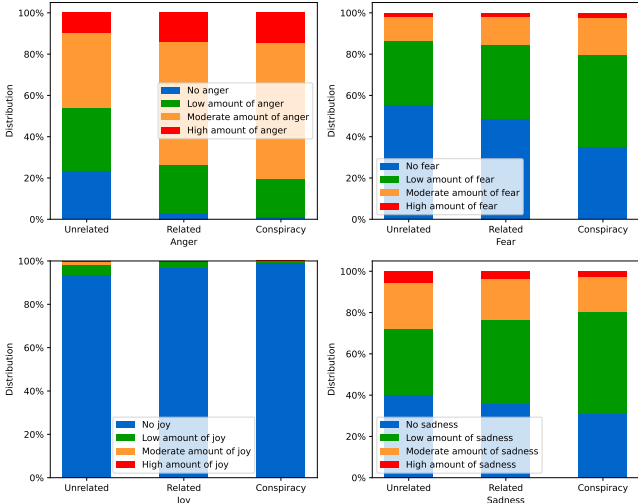 100%
80%
60%
40%
20%
0%
Distribution
No anger
Low amount of anger
Moderate amount of anger
High amount of anger
Unrelated
Related
Conspiracy
Anger
100%
80%
60%
40%
20%
0%
Distribution
No fear
Low amount of fear
Moderate amount of fear
High amount of fear
Unrelated
Related
Conspiracy
Fear
100%
80%
60%
40%
20%
0%
Distribution
No joy
Low amount of joy
Moderate amount of joy
High amount of joy
Unrelated
Related
Conspiracy
Joy
100%
80%
60%
40%
20%
0%
Distribution
No sadness
Low amount of sadness
Moderate amount of sadness
High amount of sadness
Unrelated
Related
Conspiracy
Sadness